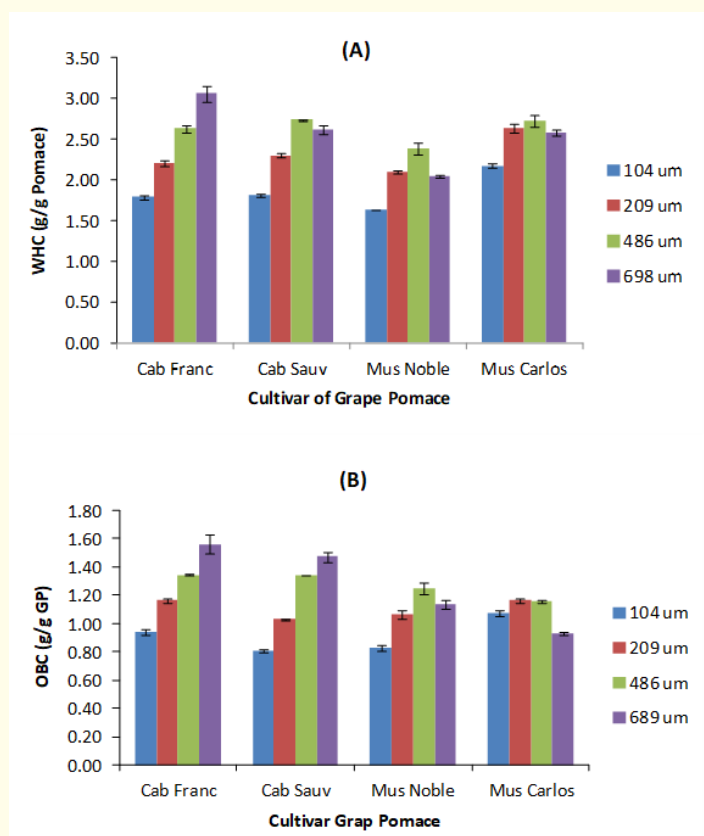 (A)
3.50
3.00
2.50
2.00
1.50
1.00
0.50
0.00
WHC (g/g Pomace)
Cab Franc Cab Sauv Mus Noble Mus Carlos
Cultivar of Grape Pomace
104 um
209 um
486 um
698 um
(B)
1.80
1.60
1.40
1.20
1.00
0.80
0.60
0.40
0.20
0.00
OBC (g/g GP)
Cab Franc Cab Sauv Mus Noble Mus Carlos
Cultivar Grap Pomace
104 um
209 um
486 um
689 um